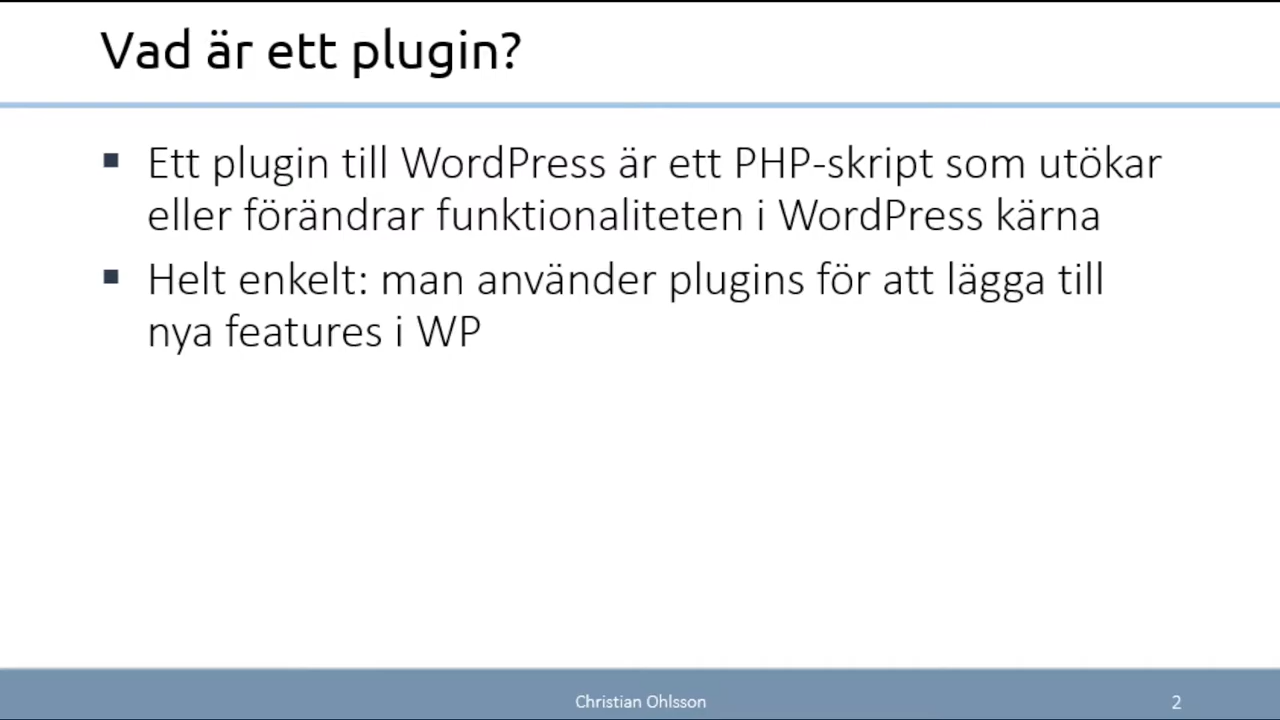 Vad är ett plugin?
Ett plugin till WordPress är ett PHP-skript som utökar
eller förändrar funktionaliteten i WordPress kärna
Helt enkelt: man använder plugins för att lägga till
nya features i WP
Christian Ohlsson
2